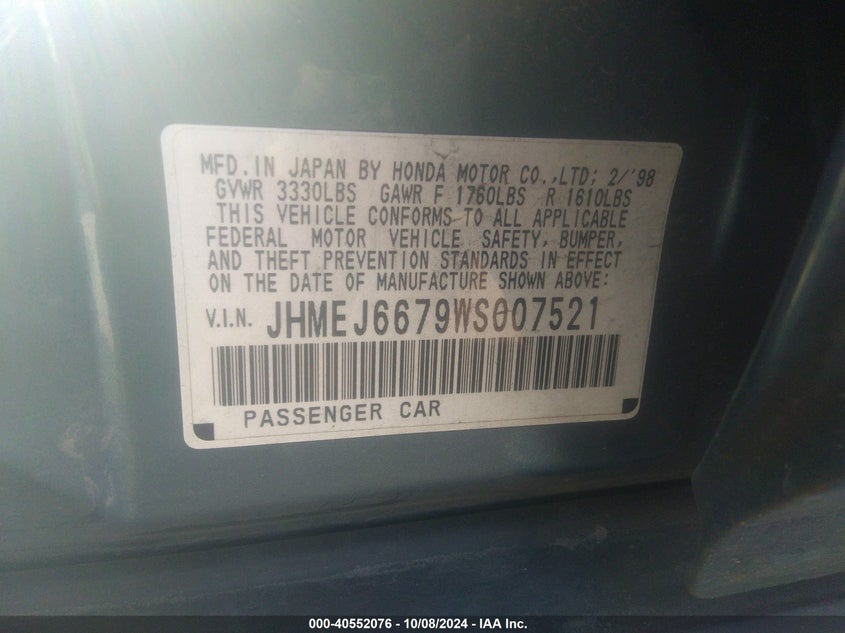 MFD. IN JAPAN BY HONDA MOTOR CO., LTD; 2/'98
GVWR 3330LBS GAWR F 1760LBS R 1610LBS
THIS VEHICLE CONFORMS TO ALL APPLICABLE
FEDERAL MOTOR VEHICLE SAFETY, BUMPER,
AND THEFT PREVENTION STANDARDS IN EFFECT
ON THE DATE OF MANUFACTURE SHOWN ABOVE:
V.I.N. JHMEJ6679WS007521
PASSENGER CAR
000-40552076 - 10/08/2024 - IAA Inc.